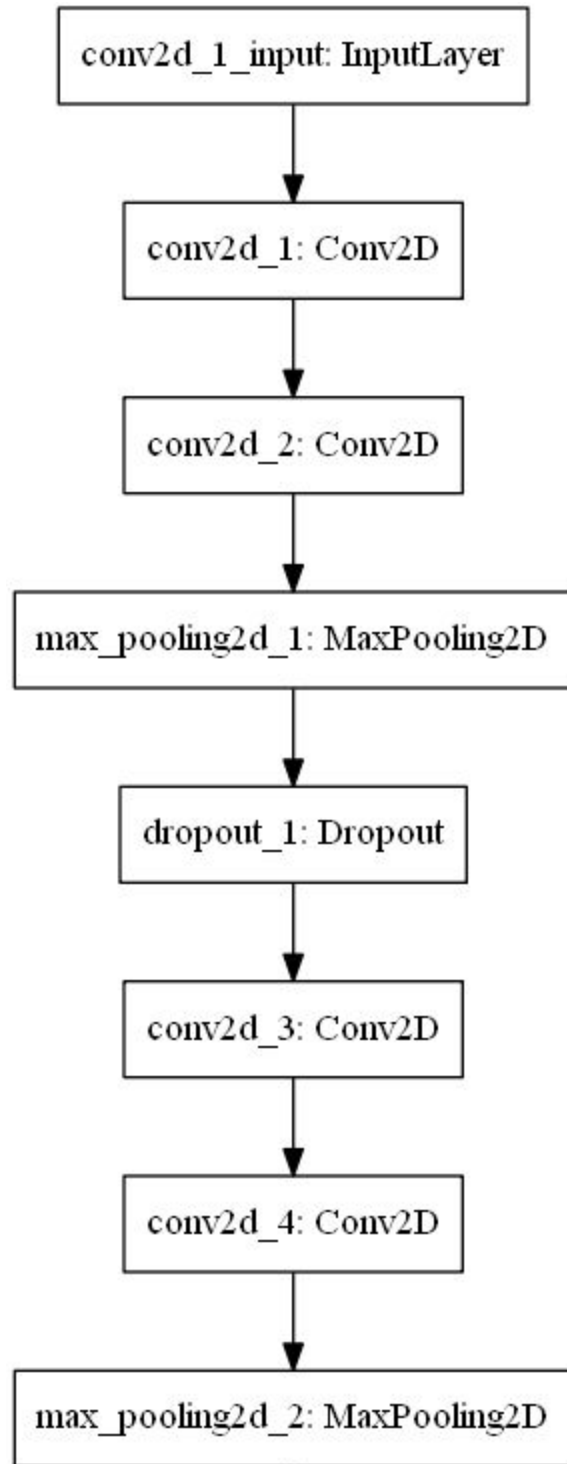 conv2d_1_input: InputLayer
conv2d_1: Conv2D
conv2d_2: Conv2D
max_pooling2d_1: MaxPooling2D
dropout_1: Dropout
conv2d_3: Conv2D
conv2d_4: Conv2D
max_pooling2d_2: MaxPooling2D